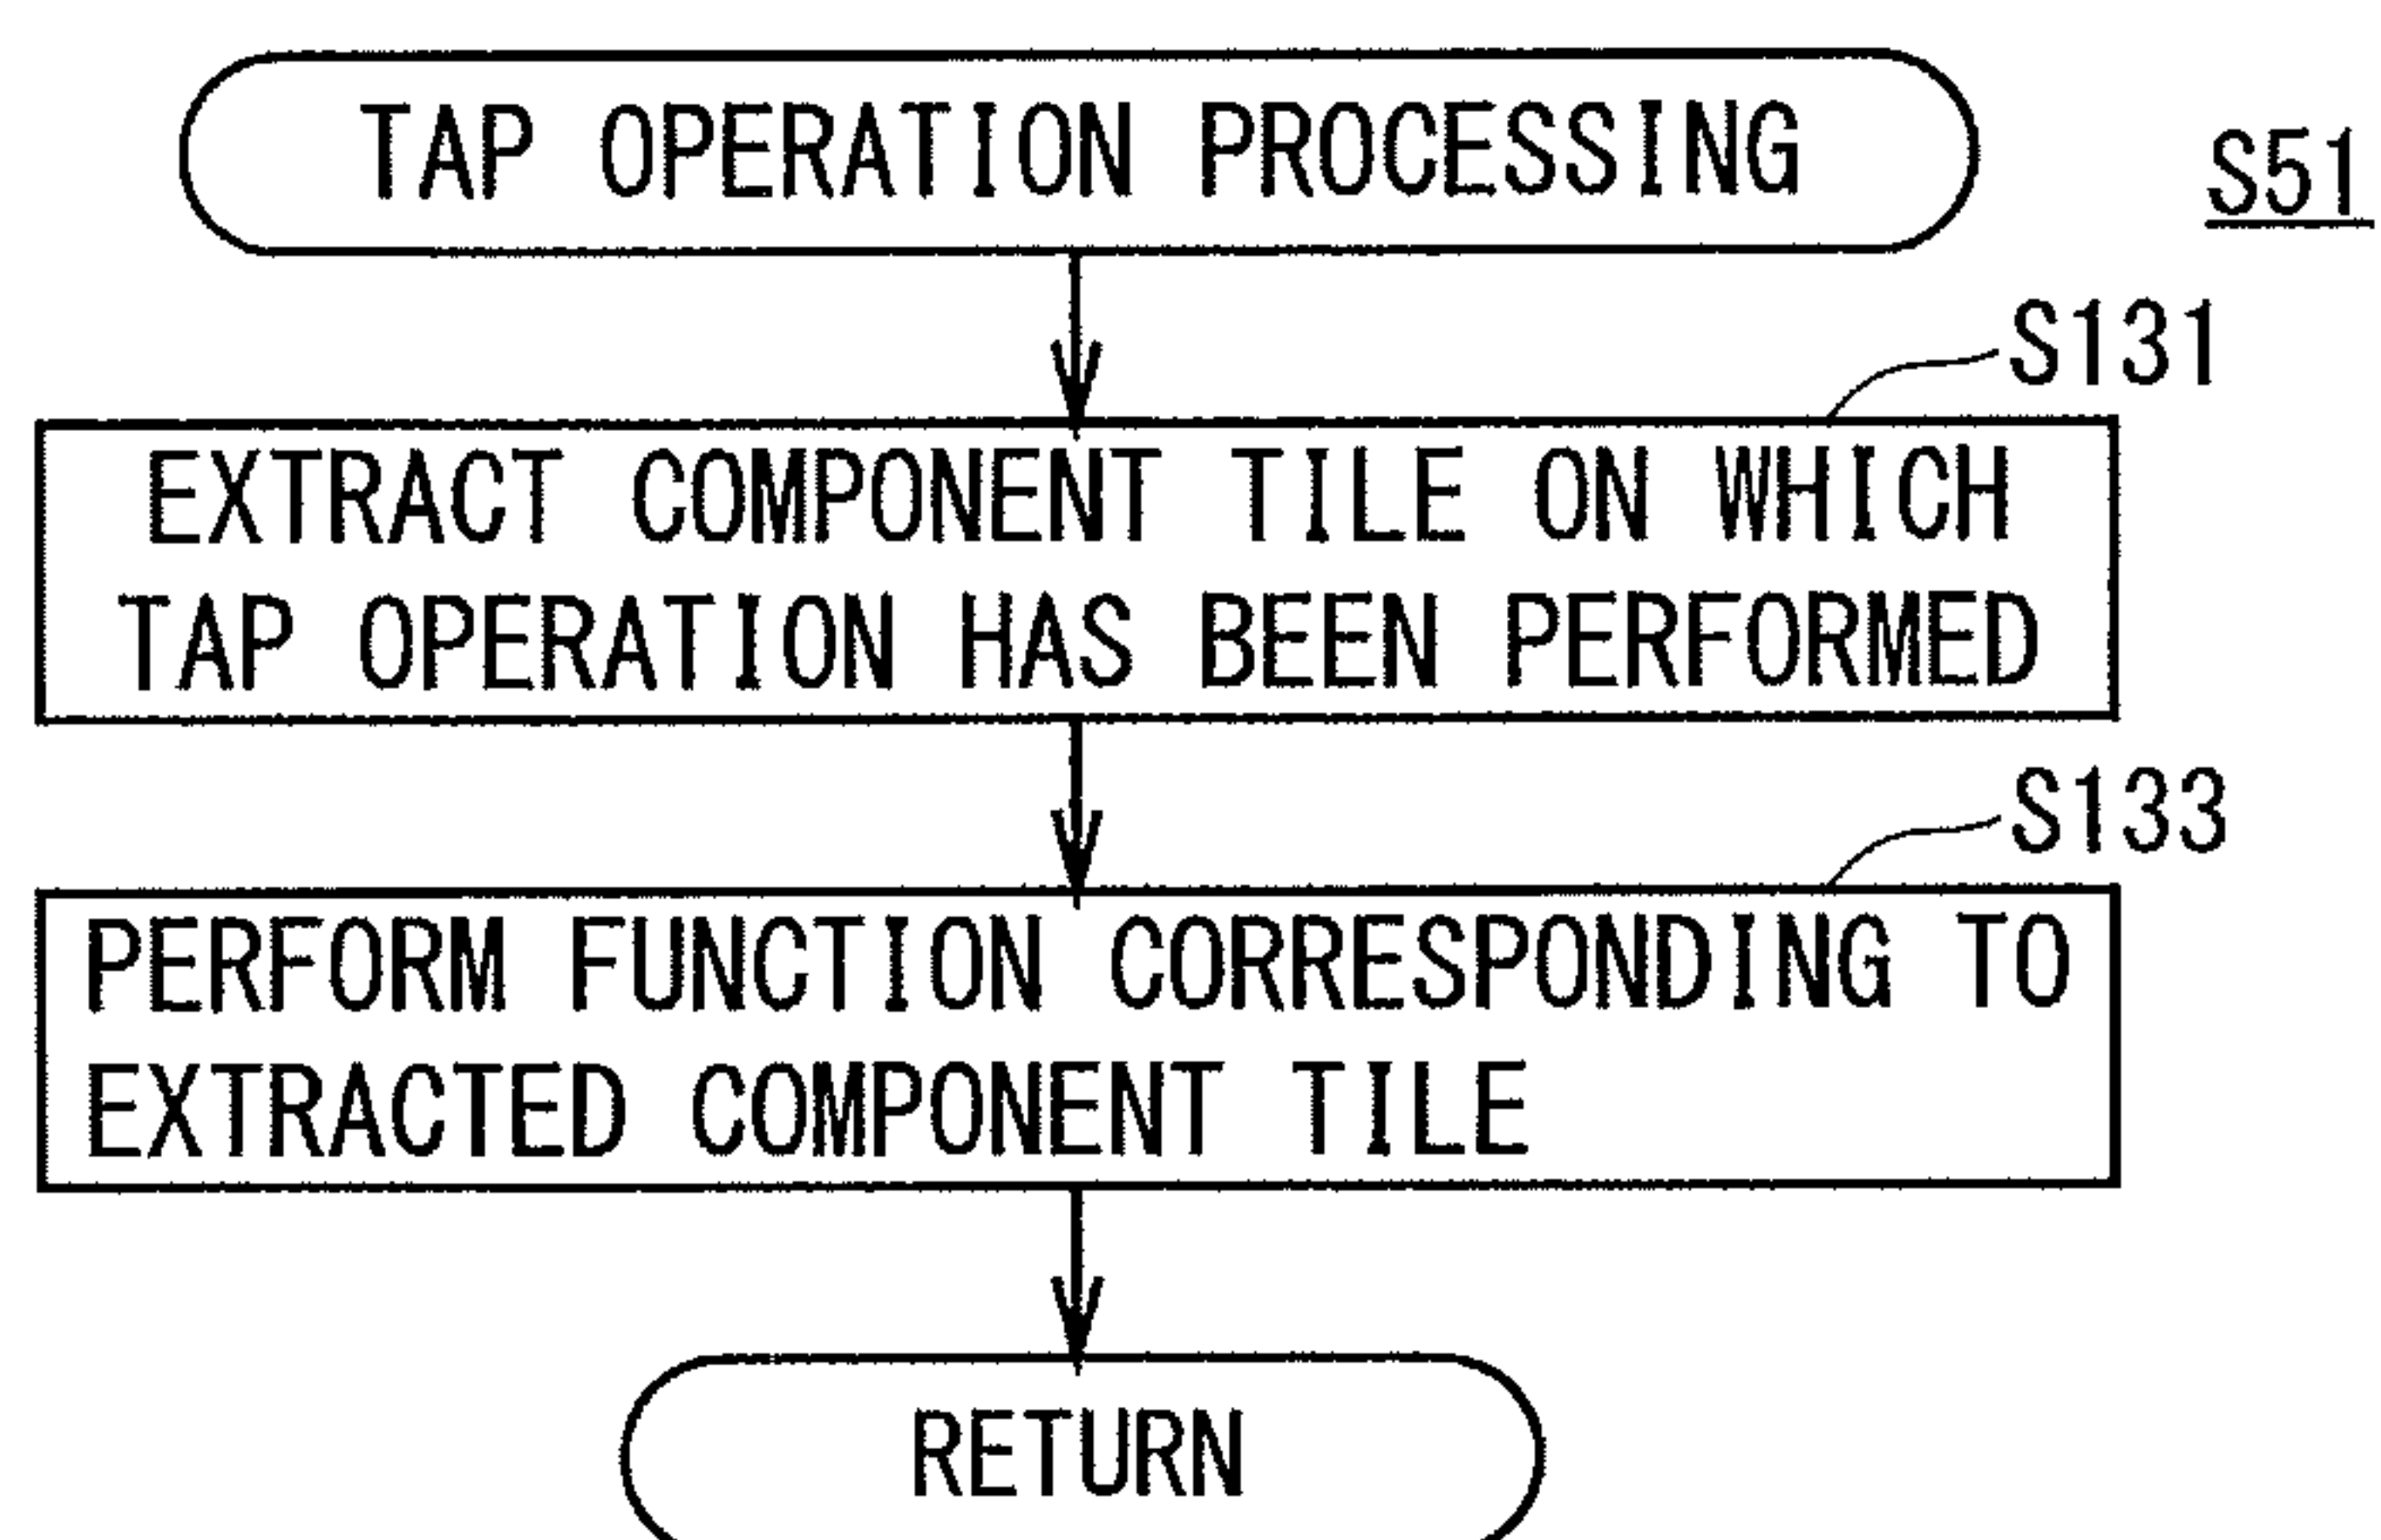 TAP OPERATION PROCESSING
S51
S131
EXTRACT COMPONENT TILE ON WHICH
TAP OPERATION HAS BEEN PERFORMED
S133
PERFORM FUNCTION CORRESPONDING TO
EXTRACTED COMPONENT TILE
RETURN